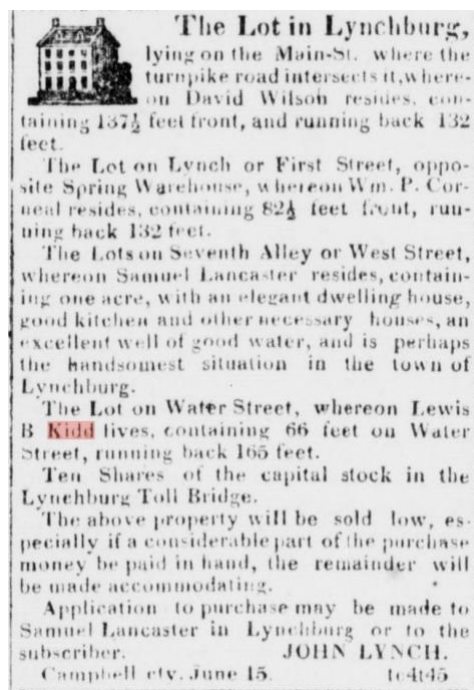 The Lot in Lynchburg,
lying on the Main-St. where the
turnpike road intersects it, where-
on David Wilson resides, con-
taining 137½ feet front, and running back 132
feet.
The Lot on Lynch or First Street, oppo-
site Spring Warehouse, whereon Wm. P. Cor-
neal resides, containing 82½ feet front, run-
ning back 132 feet.
The Lots on Seventh Alley or West Street,
whereon Samuel Lancaster resides, contain-
ing one acre, with an elegant dwelling house,
good kitchen and other necessary houses, an
excellent well of good water, and is perhaps
the handsomest situation in the town of
Lynchburg.
The Lot on Water Street, whereon Lewis
B Kidd lives, containing 66 feet on Water
Street, running back 165 feet.
Ten Shares of the capital stock in the
Lynchburg Toll Bridge.
The above property will be sold low, es-
pecially if a considerable part of the purchase
money be paid in hand, the remainder will
be made accommodating.
Application to purchase may be made to
Samuel Lancaster in Lynchburg or to the
subscriber. JOHN LYNCH.
Campbell cty. June 15. tc4t45